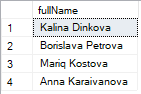 fullName
1 Kalina Dinkova
2 Borislava Petrova
3 Mariq Kostova
4 Anna Karaivanova